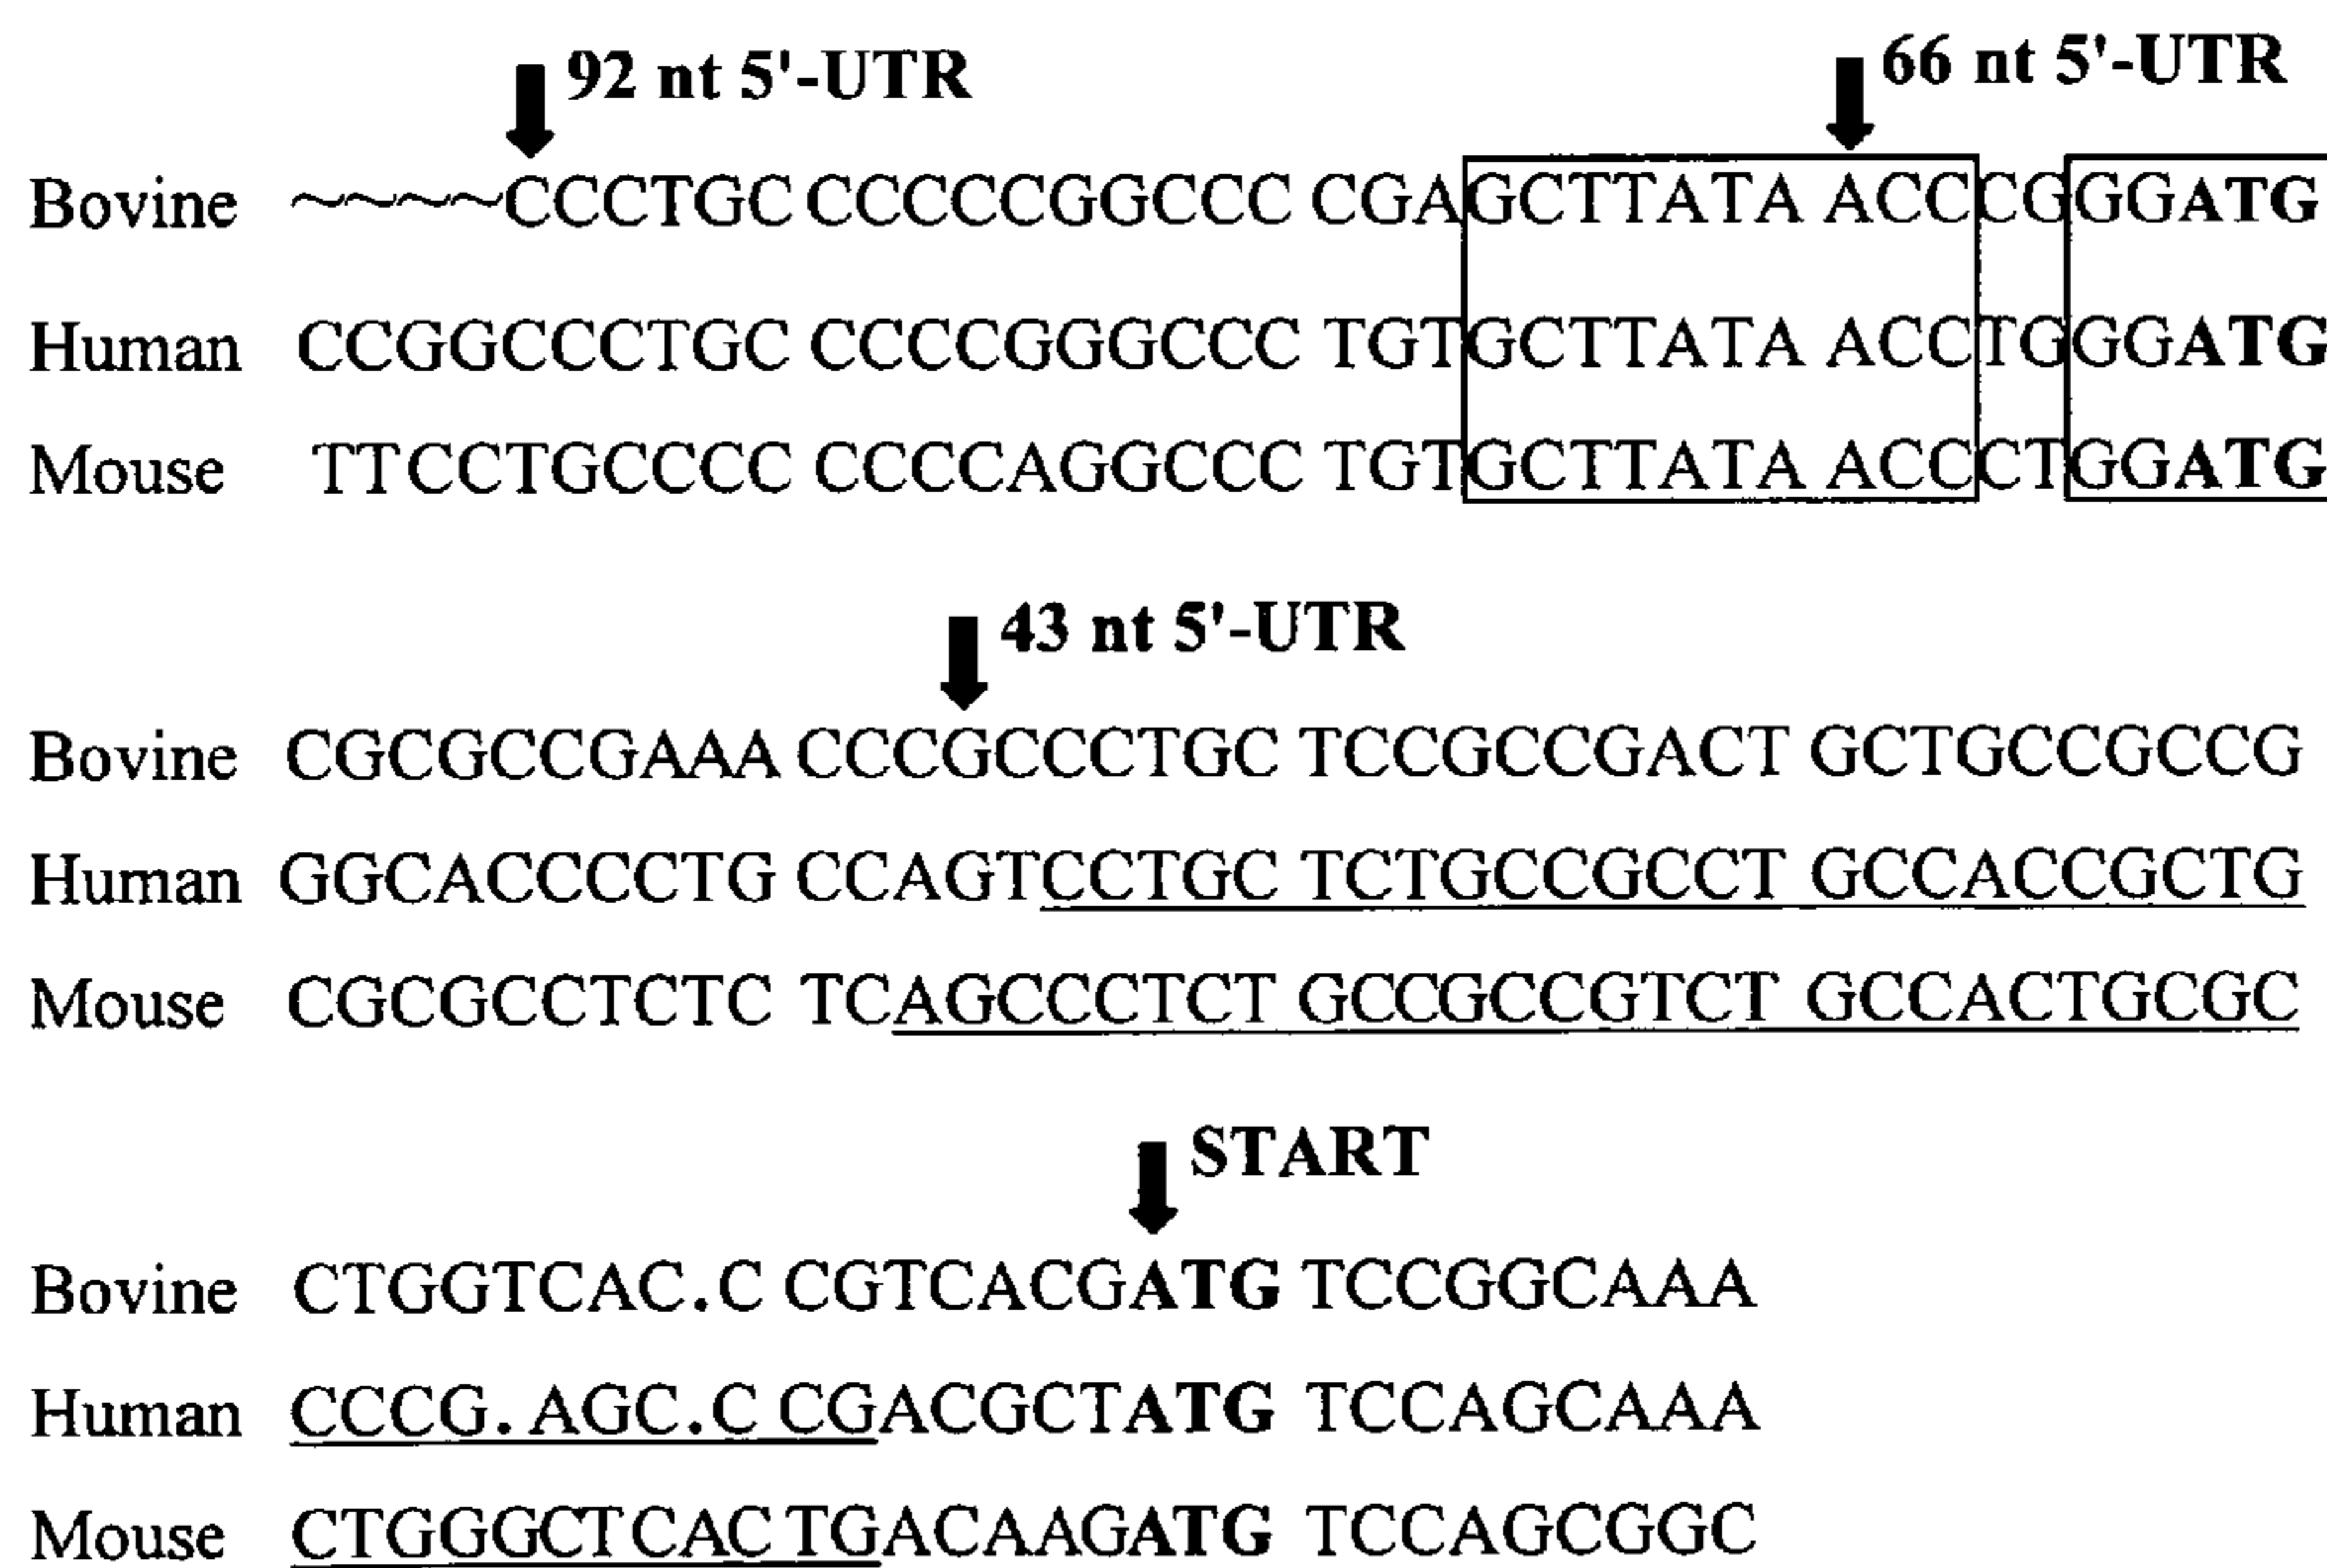 92 nt 5'-UTR 66 nt 5'-UTR
Bovine ~~~~CCCTGC CCCCCGGCCC CGAGCTTATA ACCCCGGGATG
Human CCGGCCCTGC CCCCGGGCCC TGTGCTTATA ACCTGGGATG
Mouse TTCCTGCCCC CCCCAGGCCC TGTGCTTATA ACCCTGGATG
43 nt 5'-UTR
Bovine CGCGCCGAAA CCCGCCCTGC TCCGCCGACT GCTGCCGCCG
Human GGCACCCCTG CCAGTCCTGC TCTGCCGCCT GCCACCGCTG
Mouse CGCGCCTCTC TCAGCCCTCT GCCGCCGTCT GCCACTGCGC
START
Bovine CTGGTCAC.C CGTCACGATG TCCGGCAAA
Human CCCG.AGC.C CGACGCTATG TCCAGCAAA
Mouse CTGGGCTCAC TGACAAGATG TCCAGCGGC